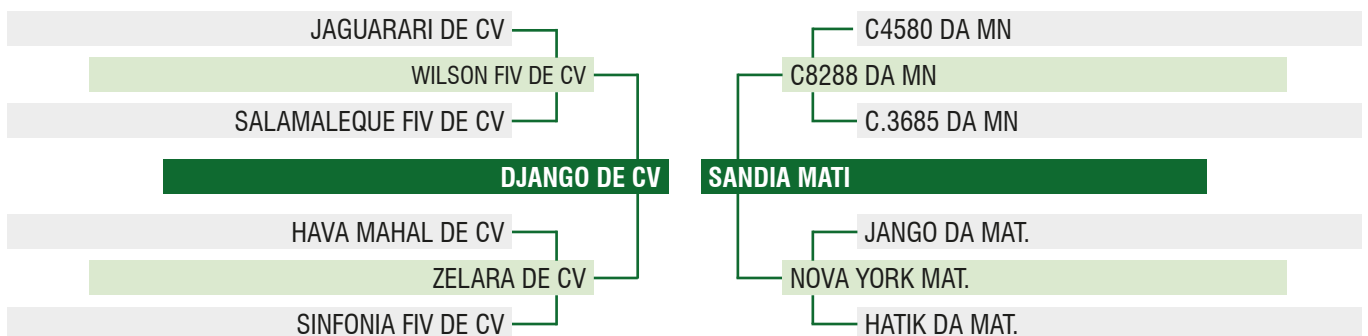 JAGUARARI DE CV
C4580 DA MN
WILSON FIV DE CV
C8288 DA MN
SALAMALEQUE FIV DE CV
C.3685 DA MN
DJANGO DE CV
SANDIA MATI
HAVA MAHAL DE CV
JANGO DA MAT.
ZELARA DE CV
NOVA YORK MAT.
SINFONIA FIV DE CV
HATIK DA MAT.